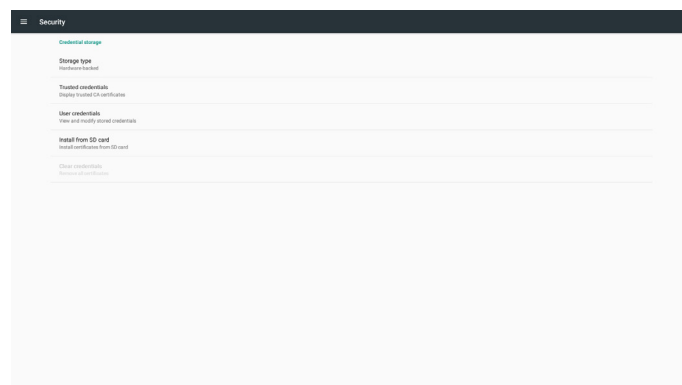 Security
Credential storage
Storage type
Hardware-backed
Trusted credentials
Display trusted CA certificates
User credentials
View and modify stored credentials
Install from SD card
Install certificates from SD card
Clear credentials
Remove all certificates